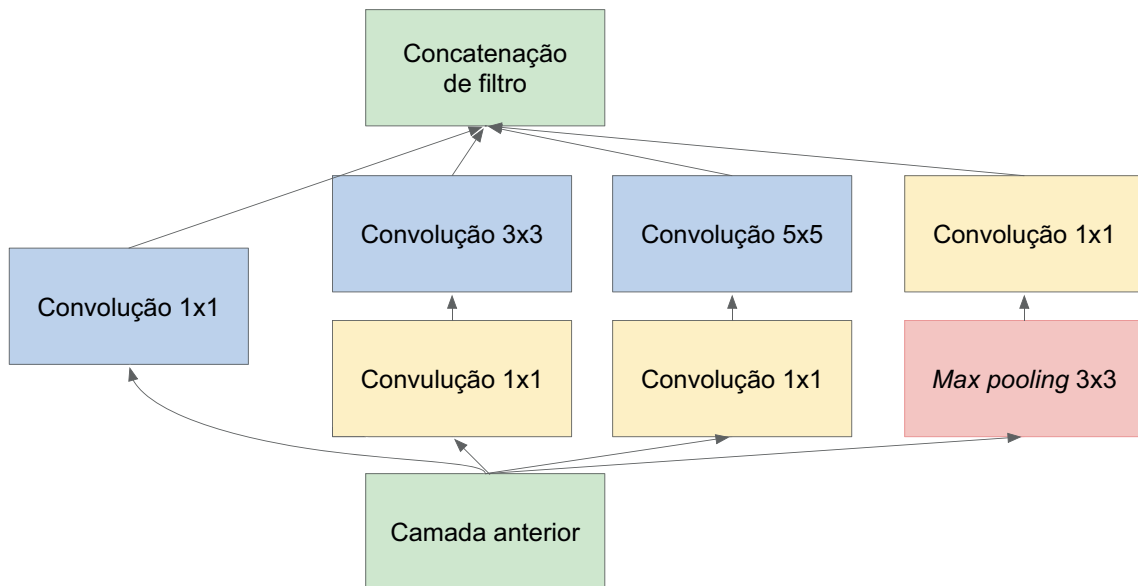 Concatenação
de filtro
Convolução 3x3
Convolução 5x5
Convolução 1x1
Convolução 1x1
Convulução 1x1
Convolução 1x1
Max pooling 3x3
Camada anterior